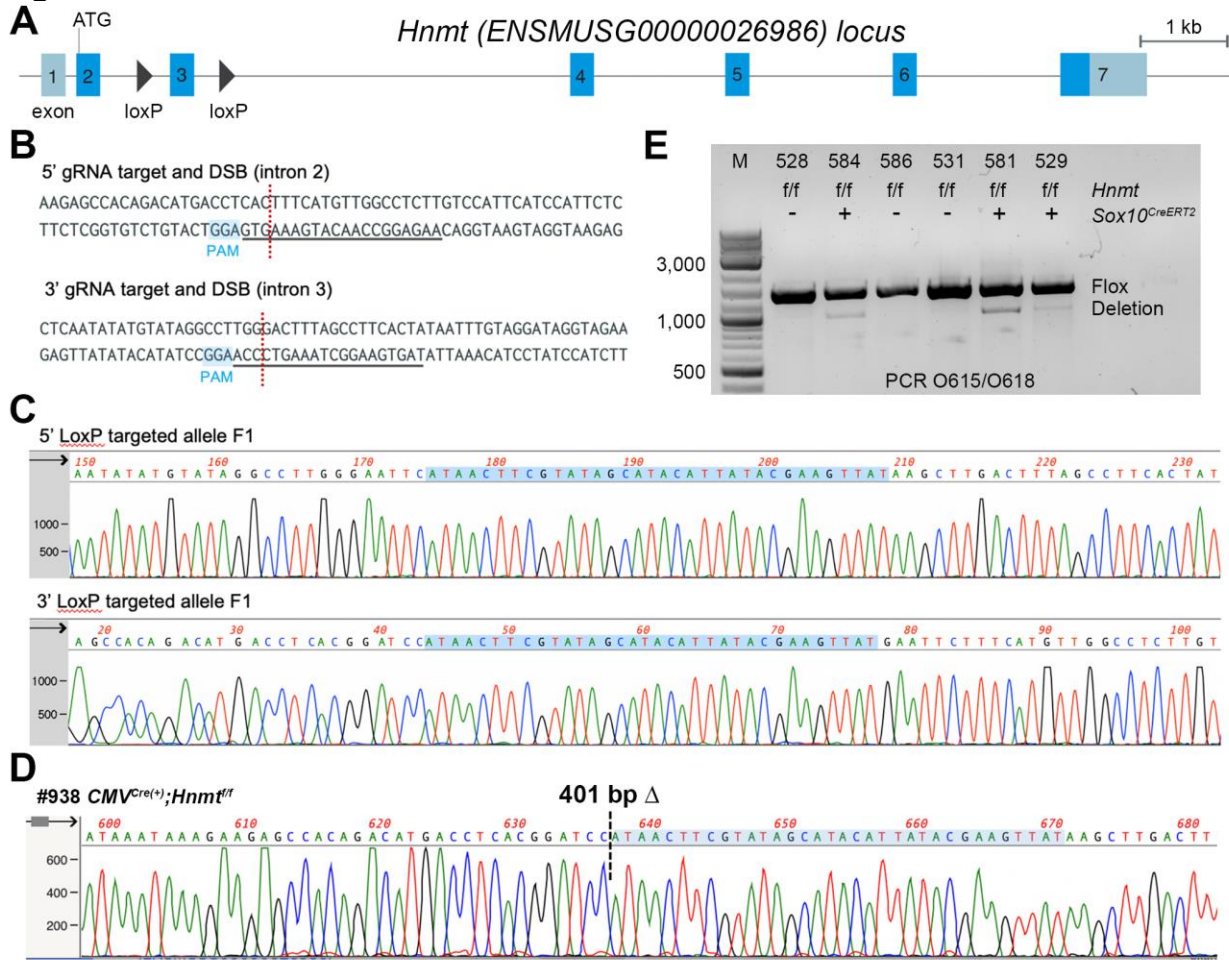 A
ATG
Hnmt (ENSMUSG00000026986) locus
1 kb
1 2 3 4 5 6 7
exon loxP loxP
B
5’ gRNA target and DSB (intron 2)
AAGAGCCACAGACATGACCTCACTTTCATGTTGGCCTCTTGTCCATTCATCCATTCTC
TTCTCGGTGTCTGTACTGGAGTGAAAGTACAACCGGAGAACAGGTAAGTAGGTAAGAG
PAM
3’ gRNA target and DSB (intron 3)
CTCAATATATGTATAGGCCTTGGGACTTTAGCCTTCACTATAATTTGTAGGATAGGTAGAA
GAGTTATATACATATCCGGAACCCTGAAATCGGAAGTGATATTAAACATCCTATCCATCTT
PAM
E
M 528 584 586 531 581 529
f/f f/f f/f f/f f/f f/f Hnmt
- + - - + + Sox10CreERT2
3,000
1,000
500
Flox
Deletion
PCR O615/O618
C
5’ LoxP targeted allele F1
150 160 170 180 190 200 210 220 230
AATATATGTATAGGCCTTGGGAATTCATAACTTCGTATAGCATACATTATACGAAGTTATAAGCTTGACTTTAGCCTTCACTAT
1000
500
3’ LoxP targeted allele F1
20 30 40 50 60 70 80 90 100
AGCCACAGACATGACCTCACGGATCCATAACTTCGTATAGCATACATTATACGAAGTTATGAATTCTTTCATGTTGGCCTCTTGT
1000
500
D
#938 CMVCre(+);Hnmtf/f
401 bp Δ
600 610 620 630 640 650 660 670 680
ATAAATAAAGAAGAGCCACAGACATGACCTCACGGATCCATAACTTCGTATAGCATACATTATACGAAGTTATAAGCTTGACTT
600
400
200